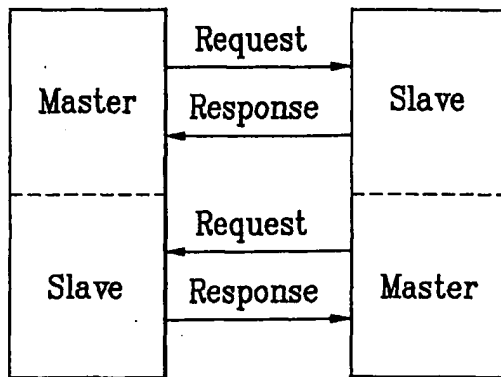 Request
Master
Slave
Response
Request
Slave
Master
Response